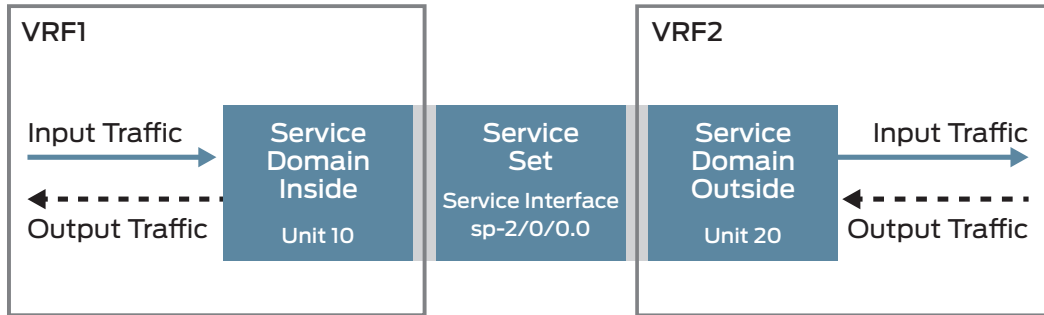 VRF1
VRF2
Input Traffic
Output Traffic
Service
Domain
Inside
Unit 10
Service
Set
Service Interface
sp-2/0/0.0
Service
Domain
Outside
Unit 20
Input Traffic
Output Traffic